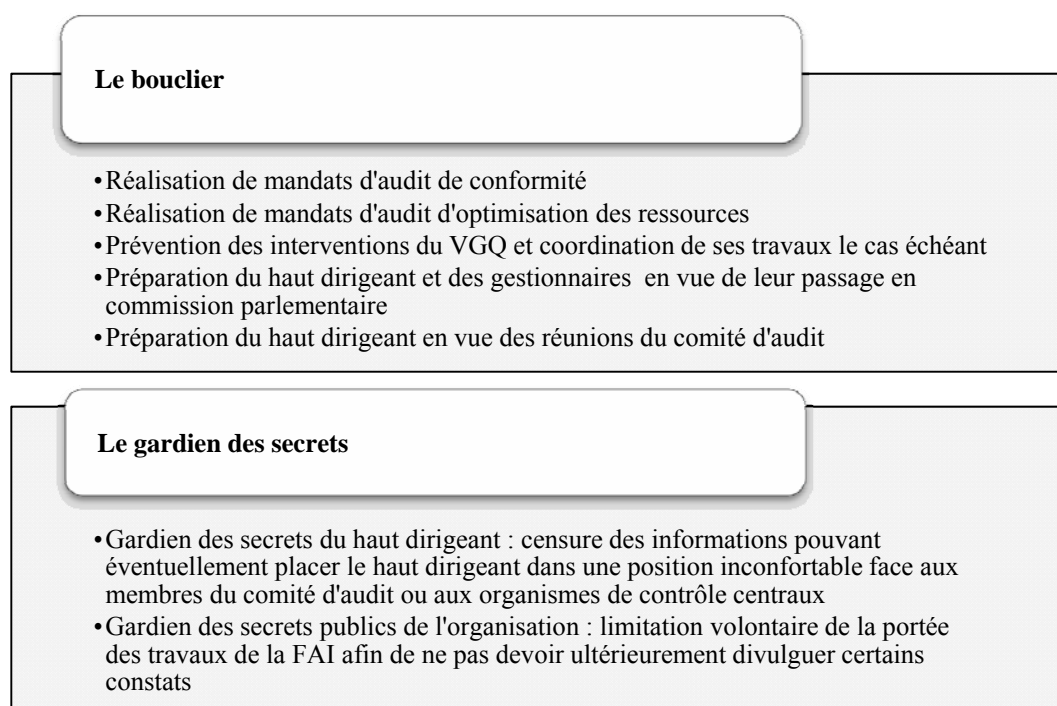 Le bouclier
•Réalisation de mandats d'audit de conformité
•Réalisation de mandats d'audit d'optimisation des ressources
•Prévention des interventions du VGQ et coordination de ses travaux le cas échéant
•Préparation du haut dirigeant et des gestionnaires  en vue de leur passage en
commission parlementaire
•Préparation du haut dirigeant en vue des réunions du comité d'audit
Le gardien des secrets
•Gardien des secrets du haut dirigeant : censure des informations pouvant
éventuellement placer le haut dirigeant dans une position inconfortable face aux
membres du comité d'audit ou aux organismes de contrôle centraux
•Gardien des secrets publics de l'organisation : limitation volontaire de la portée
des travaux de la FAI afin de ne pas devoir ultérieurement divulguer certains
constats